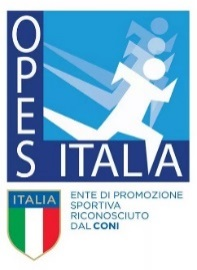 OPES ITALIA
ITALIA
ENTE DI PROMOZIONE
SPORTIVA
RICONOSCIUTO
DAL CONI